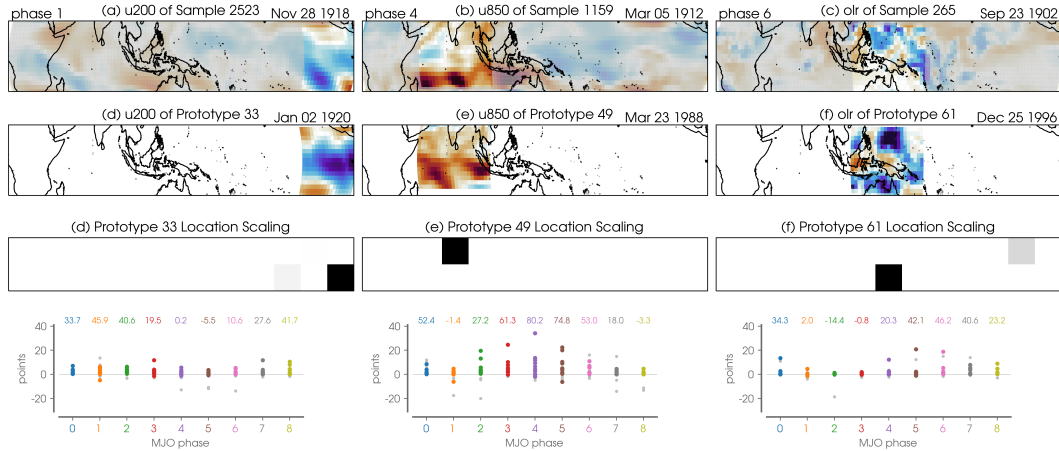 phase 1 (a) u200 of Sample 2523 Nov 28 1918
phase 4 (b) u850 of Sample 1159 Mar 05 1912
phase 6 (c) olr of Sample 265 Sep 23 1902
(d) u200 of Prototype 33 Jan 02 1920
(e) u850 of Prototype 49 Mar 23 1988
(f) olr of Prototype 61 Dec 25 1996
(d) Prototype 33 Location Scaling
(e) Prototype 49 Location Scaling
(f) Prototype 61 Location Scaling
33.7 45.9 40.6 19.5 0.2 -5.5 10.6 27.6 41.7
40
20
0
-20
points
0 1 2 3 4 5 6 7 8
MJO phase
52.4 -1.4 27.2 61.3 80.2 74.8 53.0 18.0 -3.3
40
20
0
-20
points
0 1 2 3 4 5 6 7 8
MJO phase
34.3 2.0 -14.4 -0.8 20.3 42.1 46.2 40.6 23.2
40
20
0
-20
points
0 1 2 3 4 5 6 7 8
MJO phase